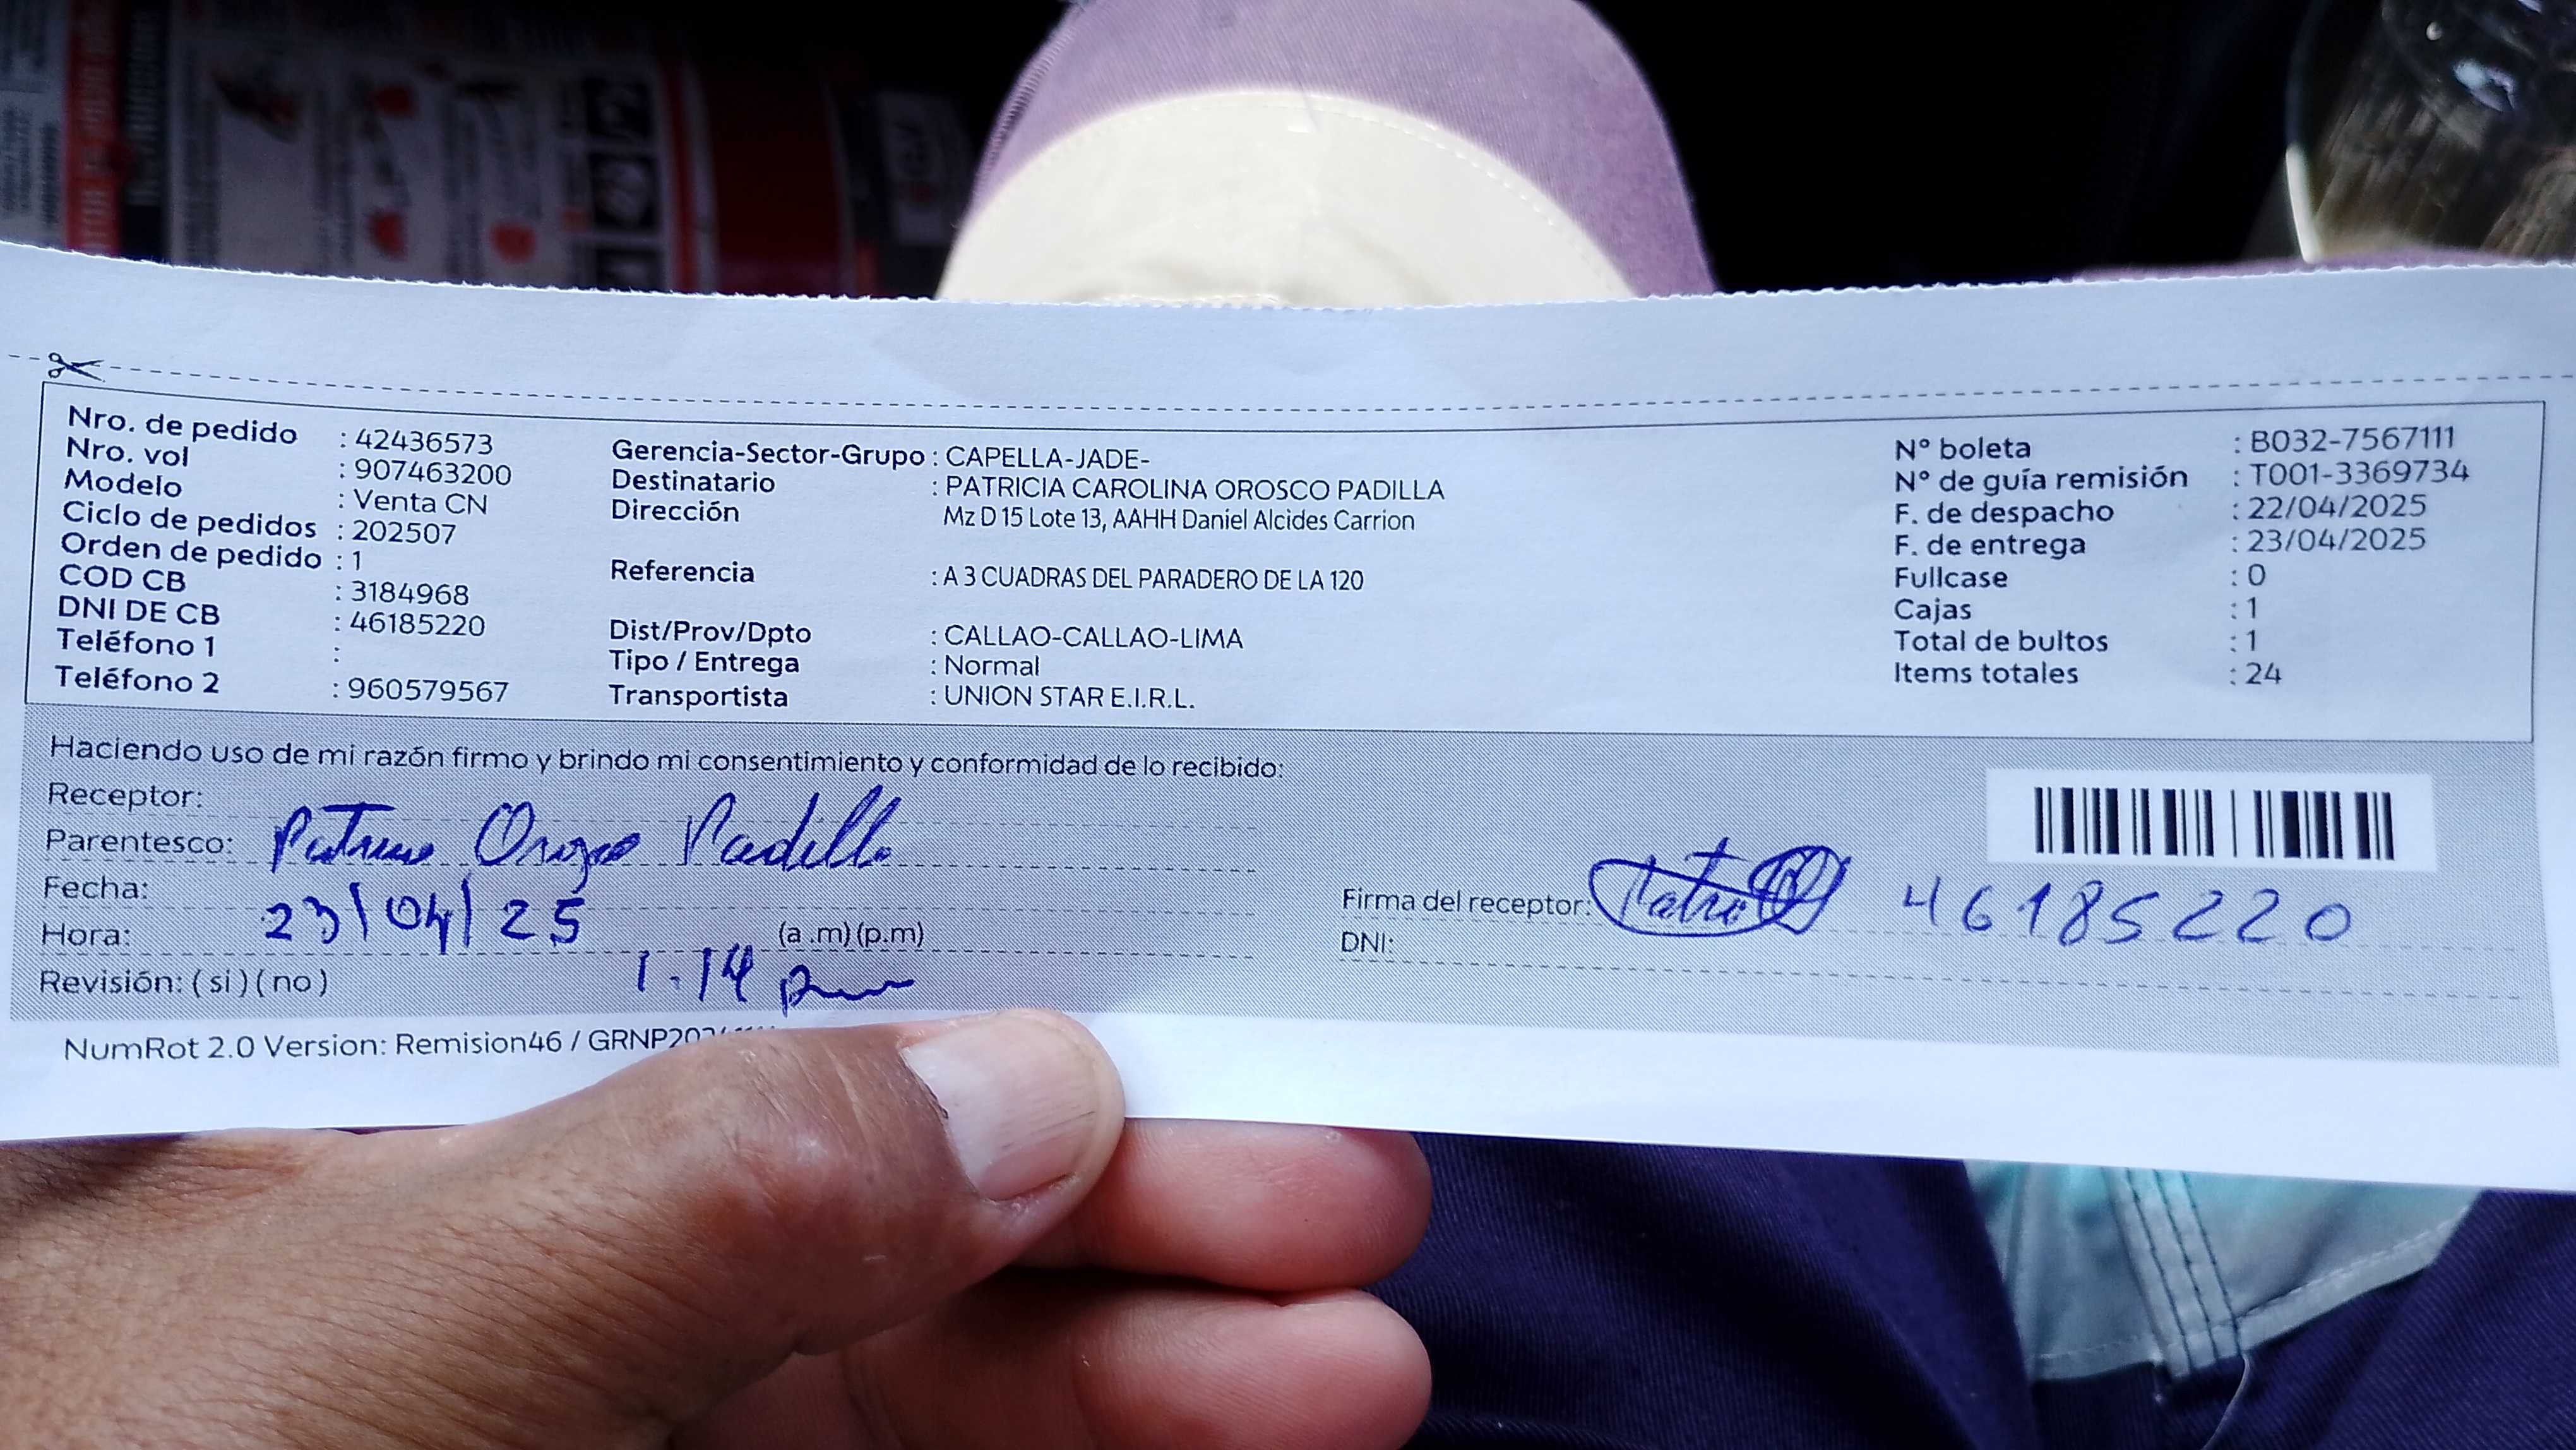 Nro. de pedido : 42436573
Nro. vol : 907463200
Modelo : Venta CN
Ciclo de pedidos : 202507
Orden de pedido : 1
COD CB : 3184968
DNI DE CB : 46185220
Teléfono 1 :
Teléfono 2 : 960579567
Gerencia-Sector-Grupo : CAPELLA-JADE-
Destinatario : PATRICIA CAROLINA OROSCO PADILLA
Dirección Mz D 15 Lote 13, AAHH Daniel Alcides Carrion
Referencia : A 3 CUADRAS DEL PARADERO DE LA 120
Dist/Prov/Dpto : CALLAO-CALLAO-LIMA
Tipo / Entrega : Normal
Transportista : UNION STAR E.I.R.L.
N° boleta : B032-7567111
N° de guía remisión : T001-3369734
F. de despacho : 22/04/2025
F. de entrega : 23/04/2025
Fullcase : 0
Cajas : 1
Total de bultos : 1
Items totales : 24
Haciendo uso de mi razón firmo y brindo mi consentimiento y conformidad de lo recibido:
Receptor:
Parentesco: Padilla
Fecha: 23/04/25
Hora: (a .m) (p.m)
1.14 pm
Revisión: ( si ) ( no )
Firma del receptor: 46185220
DNI:
NumRot 2.0 Version: Remision46 /